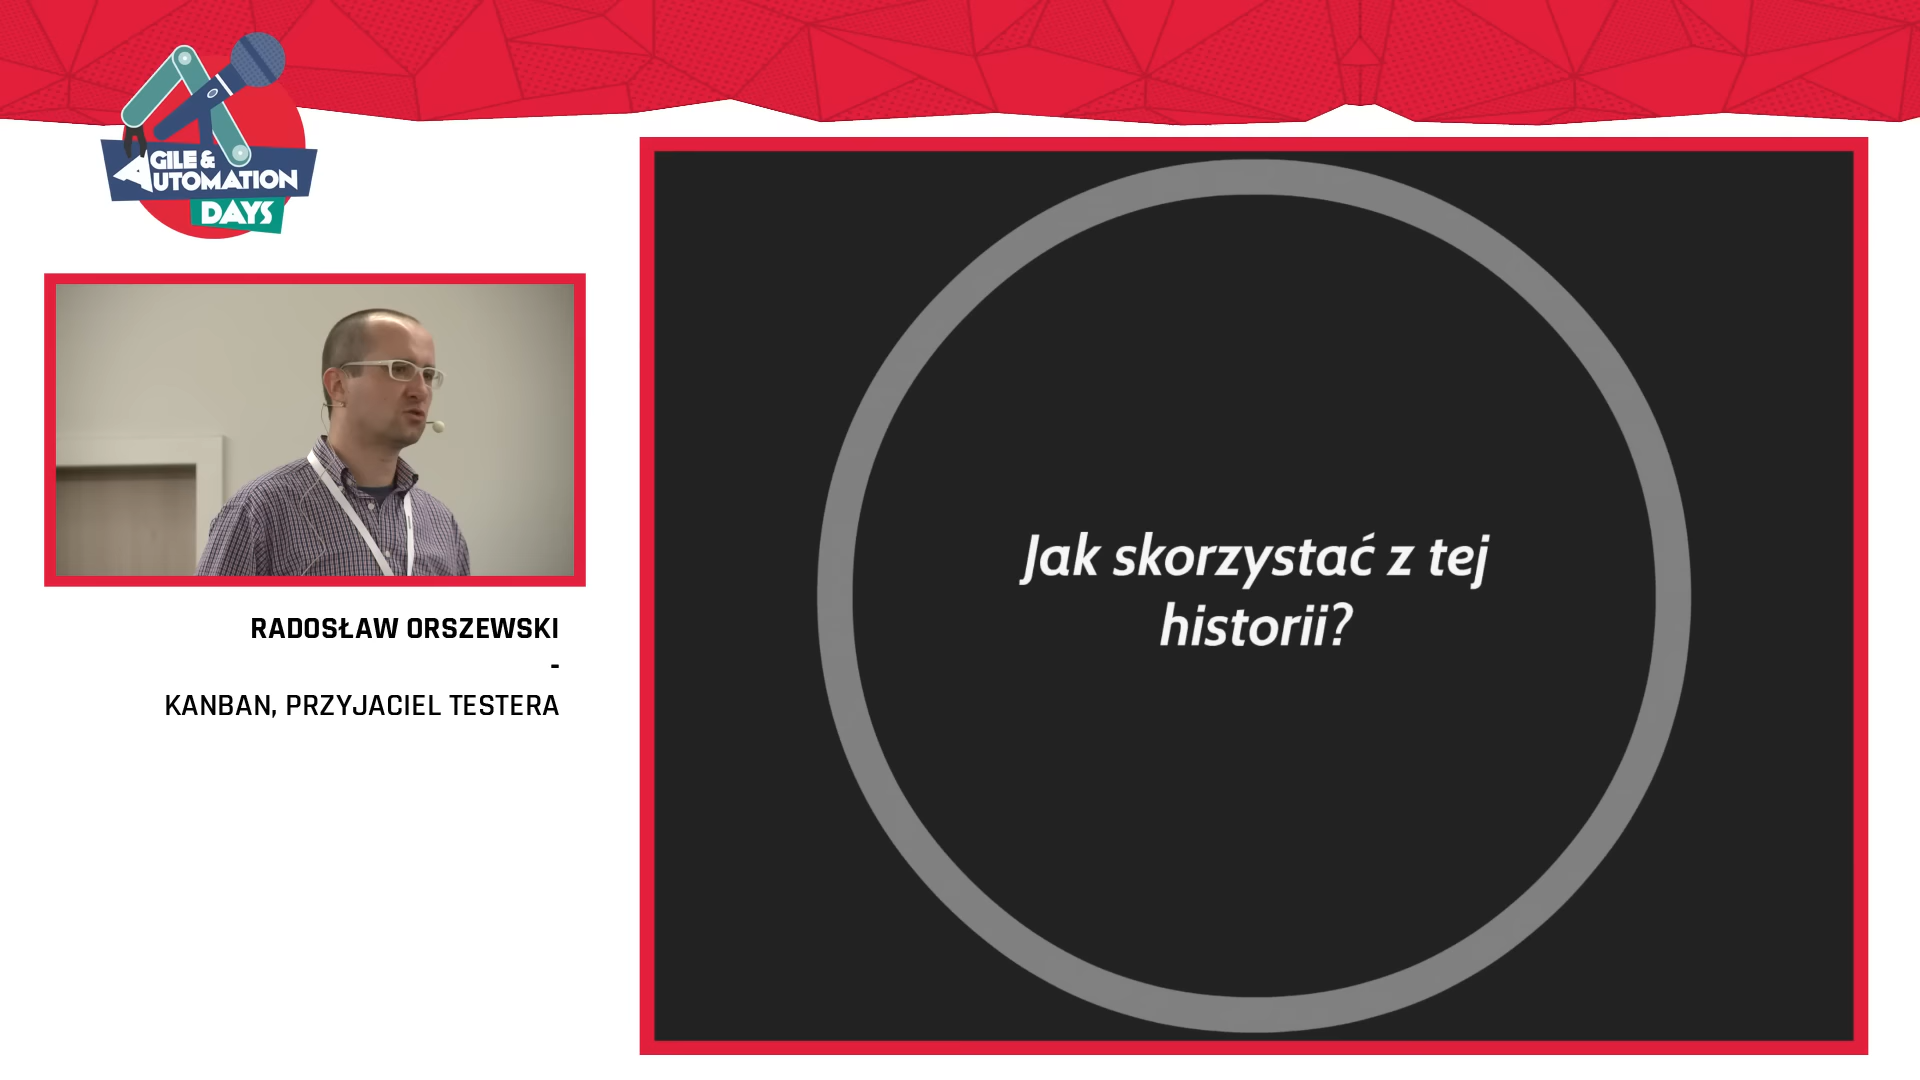 AGILE &
AUTOMATION
DAYS
RADOSŁAW ORSZEWSKI
-
KANBAN, PRZYJACIEL TESTERA
Jak skorzystać z tej
historii?